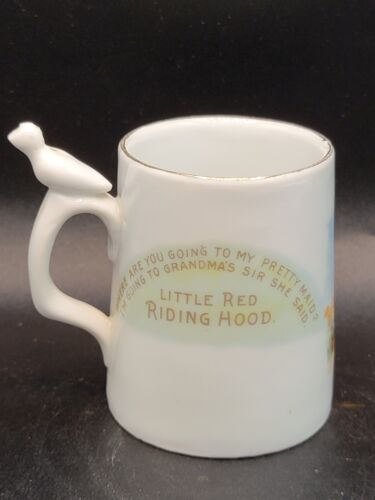 WHERE ARE YOU GOING TO MY PRETTY MAID?
I'M GOING TO GRANDMA'S SIR SHE SAID.
LITTLE RED
RIDING HOOD.